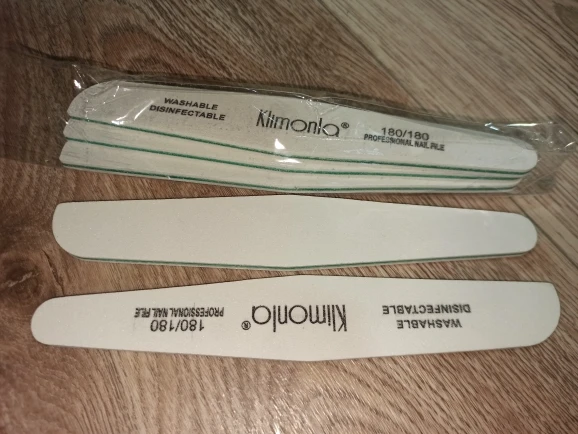 WASHABLE
DISINFECTABLE
Klimonla®
180/180
PROFESSIONAL NAIL FILE
WASHABLE
DISINFECTABLE
Klimonla®
180/180
PROFESSIONAL NAIL FILE